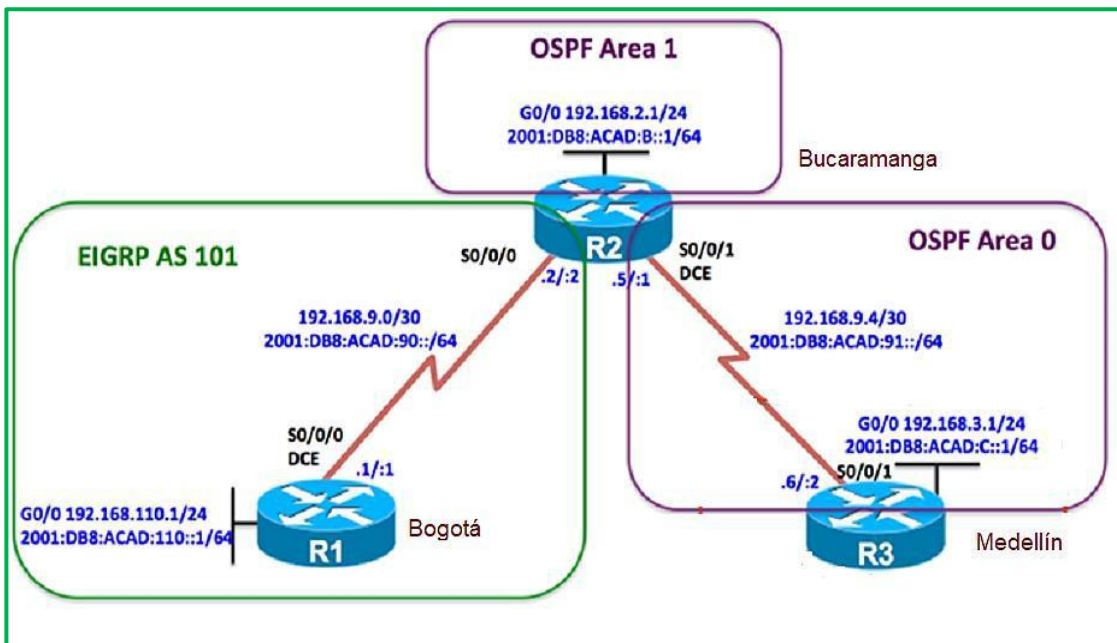 OSPF Area 1
G0/0 192.168.2.1/24
2001:DB8:ACAD:B::1/64
Bucaramanga
R2
EIGRP AS 101
OSPF Area 0
S0/0/0
.2/:2
.5/:1
S0/0/1
DCE
192.168.9.0/30
2001:DB8:ACAD:90::/64
192.168.9.4/30
2001:DB8:ACAD:91::/64
S0/0/0
DCE
.1/:1
G0/0 192.168.3.1/24
2001:DB8:ACAD:C::1/64
.6/:2
S0/0/1
G0/0 192.168.110.1/24
2001:DB8:ACAD:110::1/64
R1
Bogotá
R3
Medellín